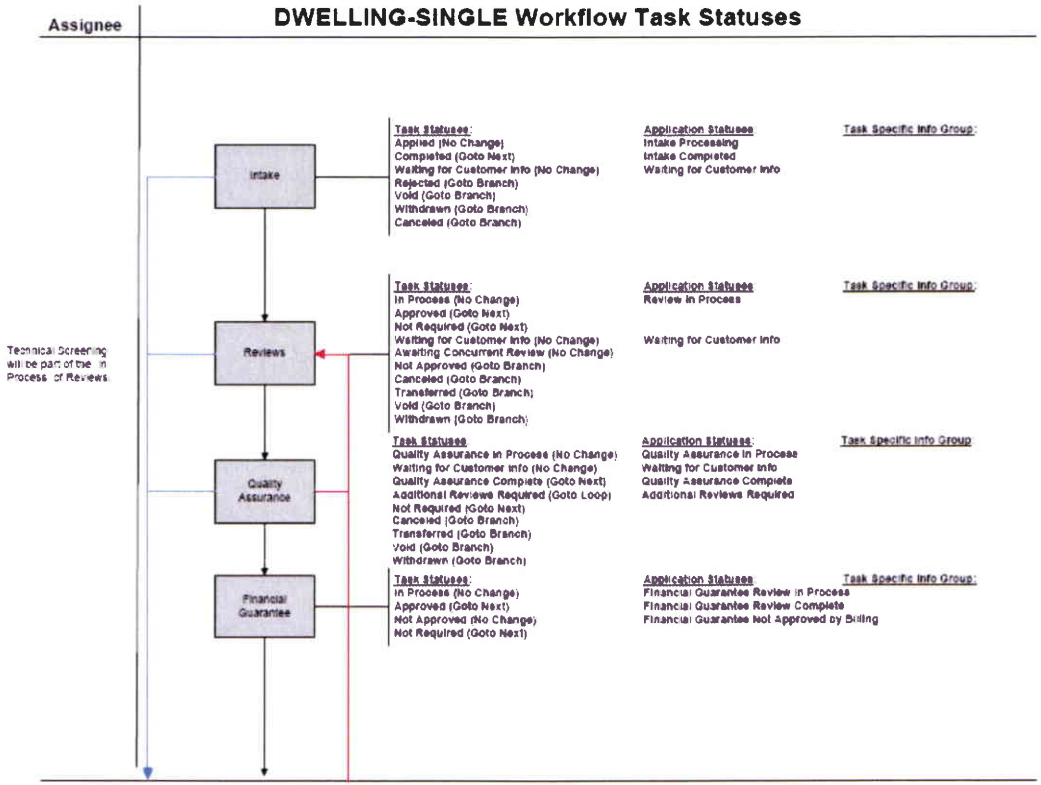 DWELLING-SINGLE Workflow Task Statuses
Assignee
Task Statuses: Application Statuses: Task Specific Info Group:
Applied (No Change) Intake Processing
Completed (Goto Next) Intake Completed
Waiting for Customer Info (No Change) Waiting for Customer Info
Rejected (Goto Branch)
Void (Goto Branch)
Withdrawn (Goto Branch)
Canceled (Goto Branch)
Intake
Task Statuses: Application Statuses Task Specific Info Group:
In Process (No Change) Review In Process
Approved (Goto Next)
Not Required (Goto Next)
Waiting for Customer Info (No Change) Waiting for Customer Info
Awaiting Concurrent Review (No Change)
Not Approved (Goto Branch)
Canceled (Goto Branch)
Transferred (Goto Branch)
Void (Goto Branch)
Withdrawn (Goto Branch)
Reviews
Technical Screening
will be part of the In
Process of Reviews
Task Statuses Application Statuses: Task Specific Info Group
Quality Assurance In Process (No Change) Quality Assurance In Process
Waiting for Customer Info (No Change) Waiting for Customer Info
Quality Assurance Complete (Goto Next) Quality Assurance Complete
Additional Reviews Required (Goto Loop) Additional Reviews Required
Not Required (Goto Next)
Canceled (Goto Branch)
Transferred (Goto Branch)
Void (Goto Branch)
Withdrawn (Goto Branch)
Quality
Assurance
Task Statuses: Application Statuses: Task Specific Info Group:
In Process (No Change) Financial Guarantee Review In Process
Approved (Goto Next) Financial Guarantee Review Complete
Not Approved (No Change) Financial Guarantee Not Approved by Billing
Not Required (Goto Next)
Financial
Guarantee